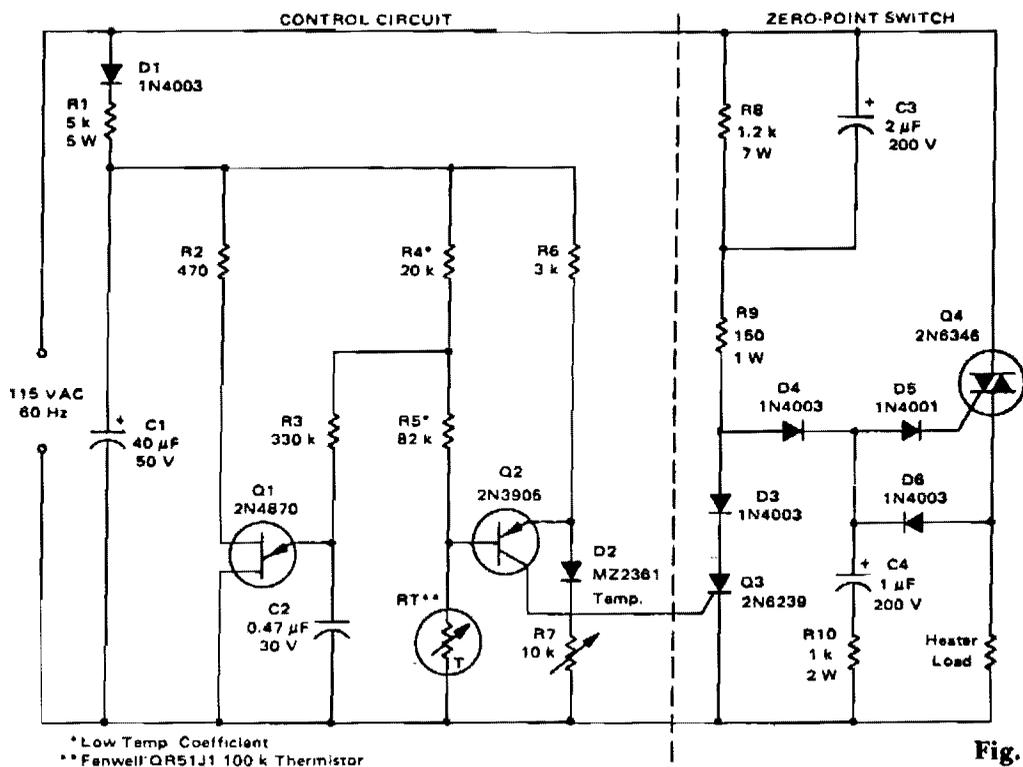 CONTROL CIRCUIT
ZERO-POINT SWITCH
D1
1N4003
R1
5 k
5 W
R8
1.2 k
7 W
+
C3
2 µF
200 V
R2
470
R4*
20 k
R6
3 k
R9
150
1 W
Q4
2N6346
115 VAC
60 Hz
+
C1
40 µF
50 V
R3
330 k
R5*
82 k
D4
1N4003
D5
1N4001
Q1
2N4870
Q2
2N3906
D3
1N4003
D6
1N4003
D2
MZ2361
Temp.
Q3
2N6239
+
C4
1 µF
200 V
C2
0.47 µF
30 V
RT**
T
R7
10 k
R10
1 k
2 W
Heater
Load
*Low Temp Coefficient
**Fenwell QR51J1 100 k Thermistor
Fig.